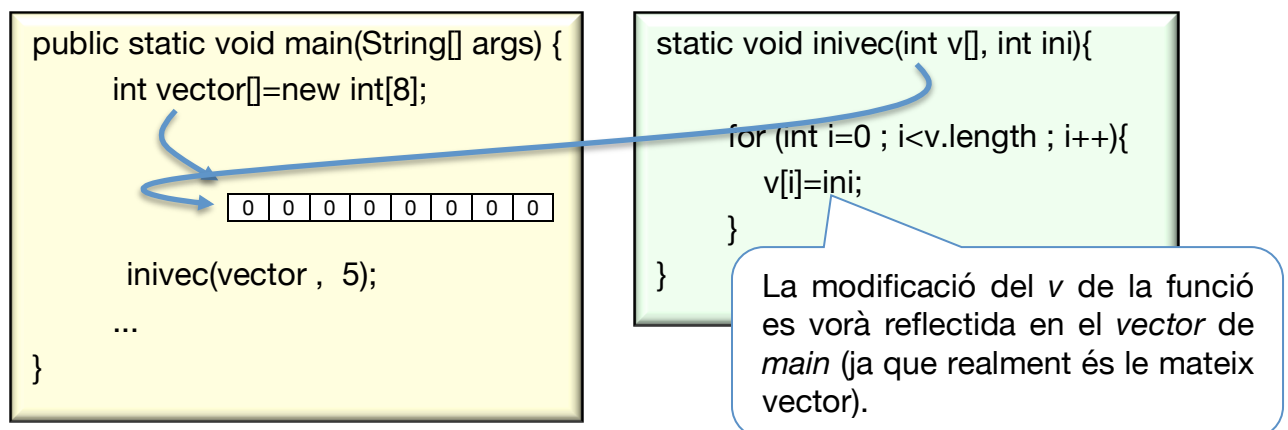 public static void main(String[] args) {
int vector[]=new int[8];
0 0 0 0 0 0 0 0
inivec(vector , 5);
...
}
static void inivec(int v[], int ini){
for (int i=0 ; i<v.length ; i++){
v[i]=ini;
}
}
La modificació del v de la funció
es vorà reflectida en el vector de
main (ja que realment és le mateix
vector).